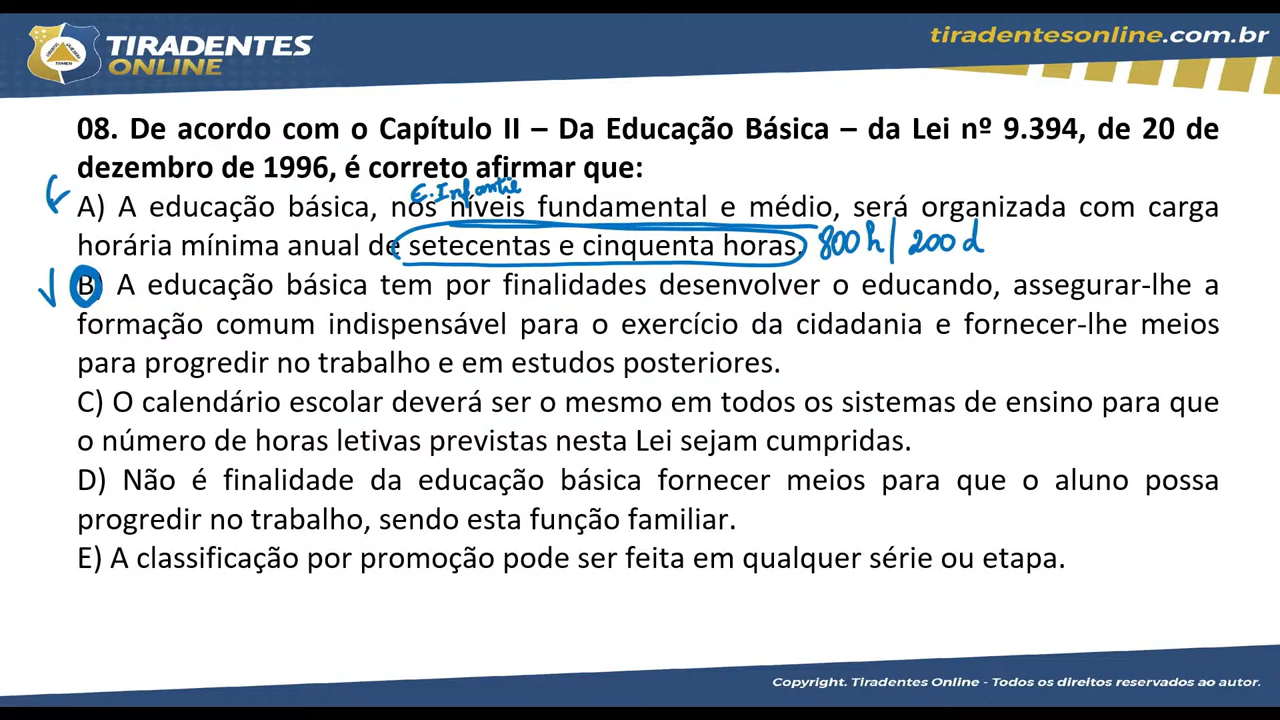 TIRADENTES
ONLINE
tiradentesonline.com.br
08. De acordo com o Capítulo II – Da Educação Básica – da Lei nº 9.394, de 20 de
dezembro de 1996, é correto afirmar que:
E. Infantil
A) A educação básica, nos níveis fundamental e médio, será organizada com carga
horária mínima anual de setecentas e cinquenta horas. 800h/200d
B) A educação básica tem por finalidades desenvolver o educando, assegurar-lhe a
formação comum indispensável para o exercício da cidadania e fornecer-lhe meios
para progredir no trabalho e em estudos posteriores.
C) O calendário escolar deverá ser o mesmo em todos os sistemas de ensino para que
o número de horas letivas previstas nesta Lei sejam cumpridas.
D) Não é finalidade da educação básica fornecer meios para que o aluno possa
progredir no trabalho, sendo esta função familiar.
E) A classificação por promoção pode ser feita em qualquer série ou etapa.
Copyright. Tiradentes Online - Todos os direitos reservados ao autor.